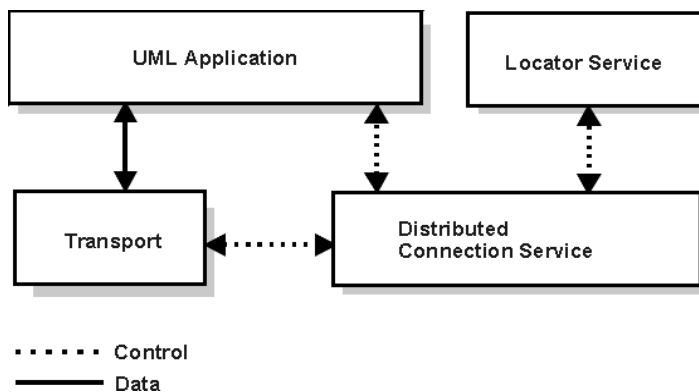 UML Application
Locator Service
Transport
Distributed
Connection Service
Control
Data